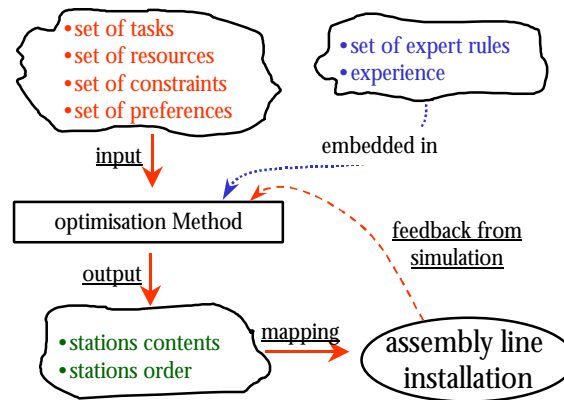 •set of tasks
•set of resources
•set of constraints
•set of preferences
•set of expert rules
•experience
input
embedded in
optimisation Method
feedback from
simulation
output
•stations contents
•stations order
mapping
assembly line
installation